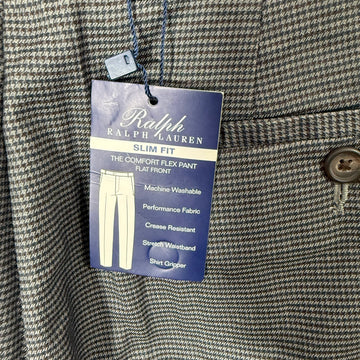 Ralph
RALPH LAUREN
SLIM FIT
THE COMFORT FLEX PANT
FLAT FRONT
Machine Washable
Performance Fabric
Crease Resistant
Stretch Waistband
Shirt Gripper